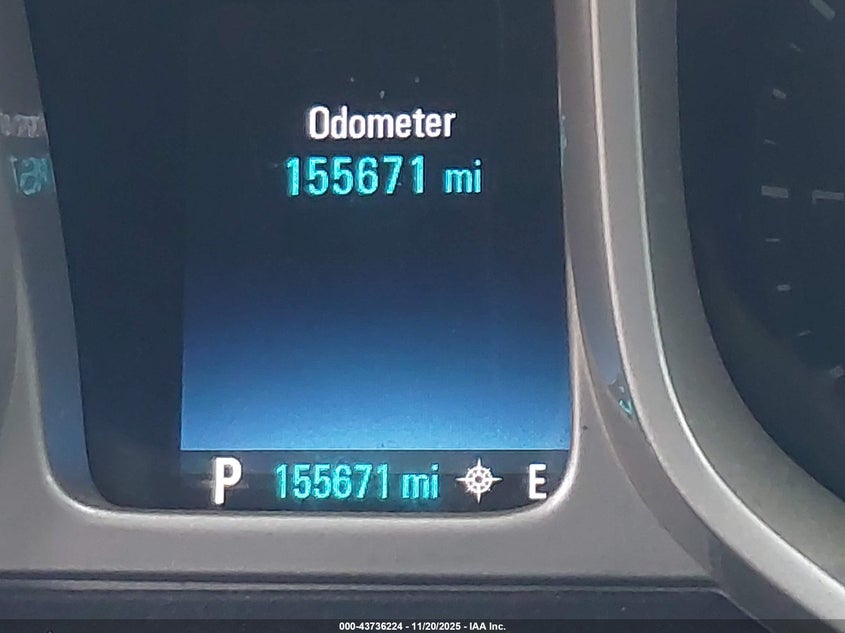 Odometer
155671 mi
P 155671 mi E
000-43736224 - 11/20/2025 - IAA Inc.